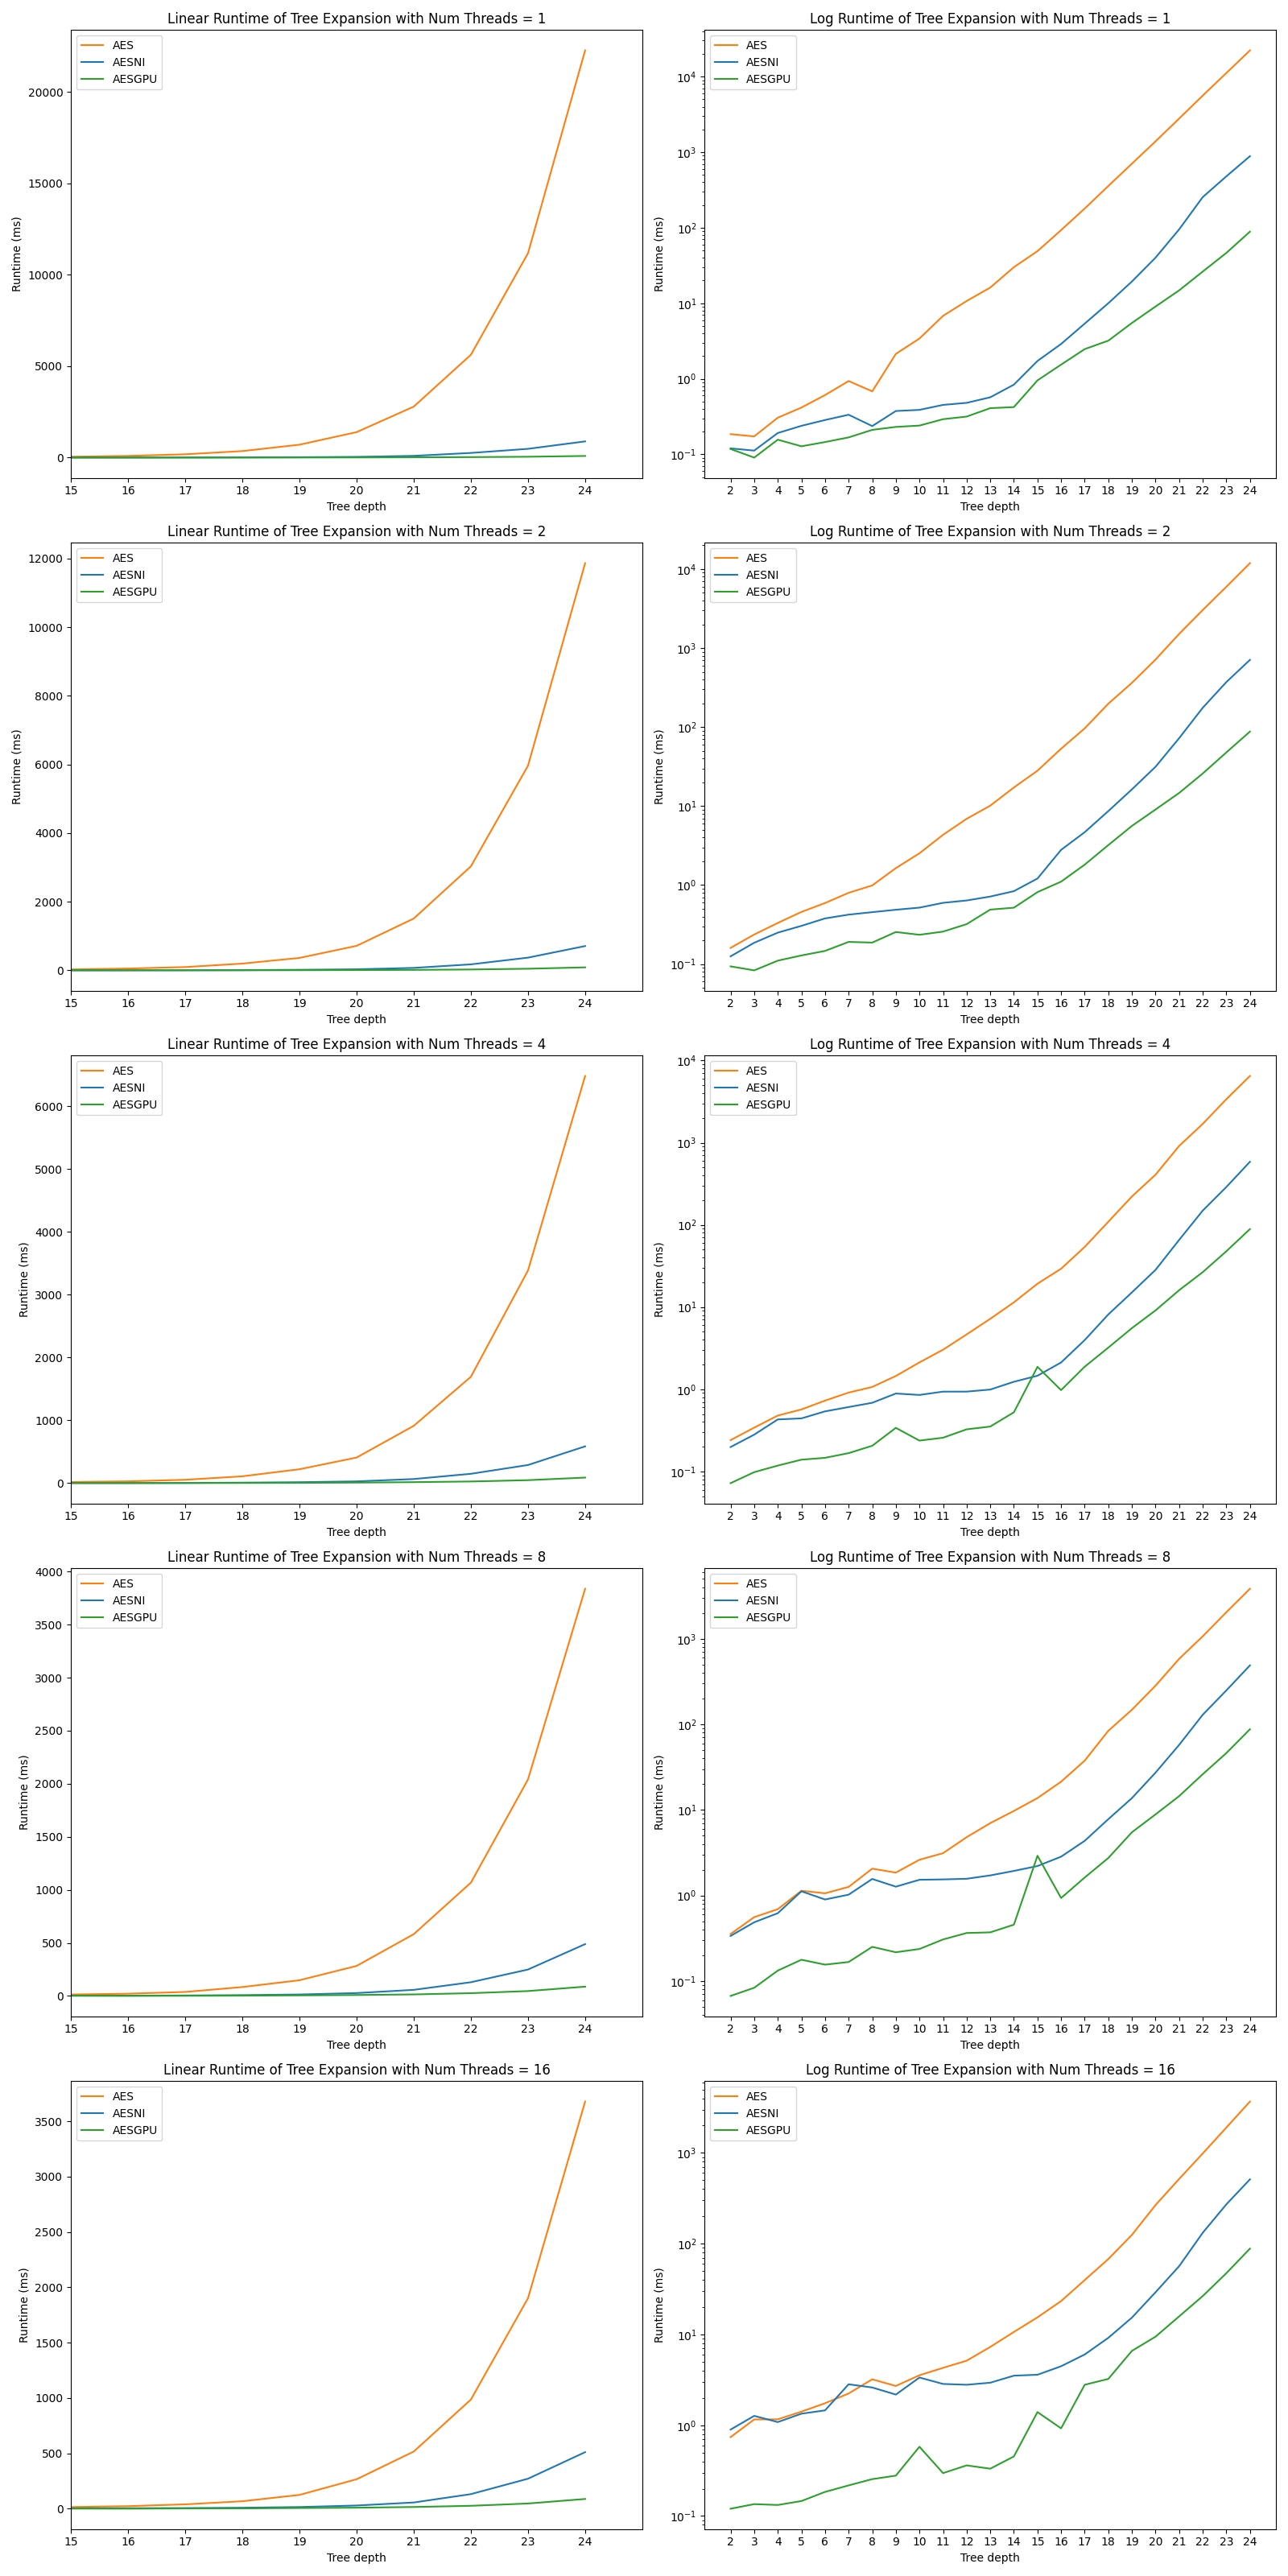 Linear Runtime of Tree Expansion with Num Threads = 1
AES
AESNI
AESGPU
20000
15000
10000
5000
0
Runtime (ms)
15 16 17 18 19 20 21 22 23 24
Tree depth
Log Runtime of Tree Expansion with Num Threads = 1
AES
AESNI
AESGPU
10⁴
10³
10²
10¹
10⁰
10⁻¹
Runtime (ms)
2 3 4 5 6 7 8 9 10 11 12 13 14 15 16 17 18 19 20 21 22 23 24
Tree depth
Linear Runtime of Tree Expansion with Num Threads = 2
AES
AESNI
AESGPU
12000
10000
8000
6000
4000
2000
0
Runtime (ms)
15 16 17 18 19 20 21 22 23 24
Tree depth
Log Runtime of Tree Expansion with Num Threads = 2
AES
AESNI
AESGPU
10⁴
10³
10²
10¹
10⁰
10⁻¹
Runtime (ms)
2 3 4 5 6 7 8 9 10 11 12 13 14 15 16 17 18 19 20 21 22 23 24
Tree depth
Linear Runtime of Tree Expansion with Num Threads = 4
AES
AESNI
AESGPU
6000
5000
4000
3000
2000
1000
0
Runtime (ms)
15 16 17 18 19 20 21 22 23 24
Tree depth
Log Runtime of Tree Expansion with Num Threads = 4
AES
AESNI
AESGPU
10⁴
10³
10²
10¹
10⁰
10⁻¹
Runtime (ms)
2 3 4 5 6 7 8 9 10 11 12 13 14 15 16 17 18 19 20 21 22 23 24
Tree depth
Linear Runtime of Tree Expansion with Num Threads = 8
AES
AESNI
AESGPU
4000
3500
3000
2500
2000
1500
1000
500
0
Runtime (ms)
15 16 17 18 19 20 21 22 23 24
Tree depth
Log Runtime of Tree Expansion with Num Threads = 8
AES
AESNI
AESGPU
10³
10²
10¹
10⁰
10⁻¹
Runtime (ms)
2 3 4 5 6 7 8 9 10 11 12 13 14 15 16 17 18 19 20 21 22 23 24
Tree depth
Linear Runtime of Tree Expansion with Num Threads = 16
AES
AESNI
AESGPU
3500
3000
2500
2000
1500
1000
500
0
Runtime (ms)
15 16 17 18 19 20 21 22 23 24
Tree depth
Log Runtime of Tree Expansion with Num Threads = 16
AES
AESNI
AESGPU
10³
10²
10¹
10⁰
10⁻¹
Runtime (ms)
2 3 4 5 6 7 8 9 10 11 12 13 14 15 16 17 18 19 20 21 22 23 24
Tree depth